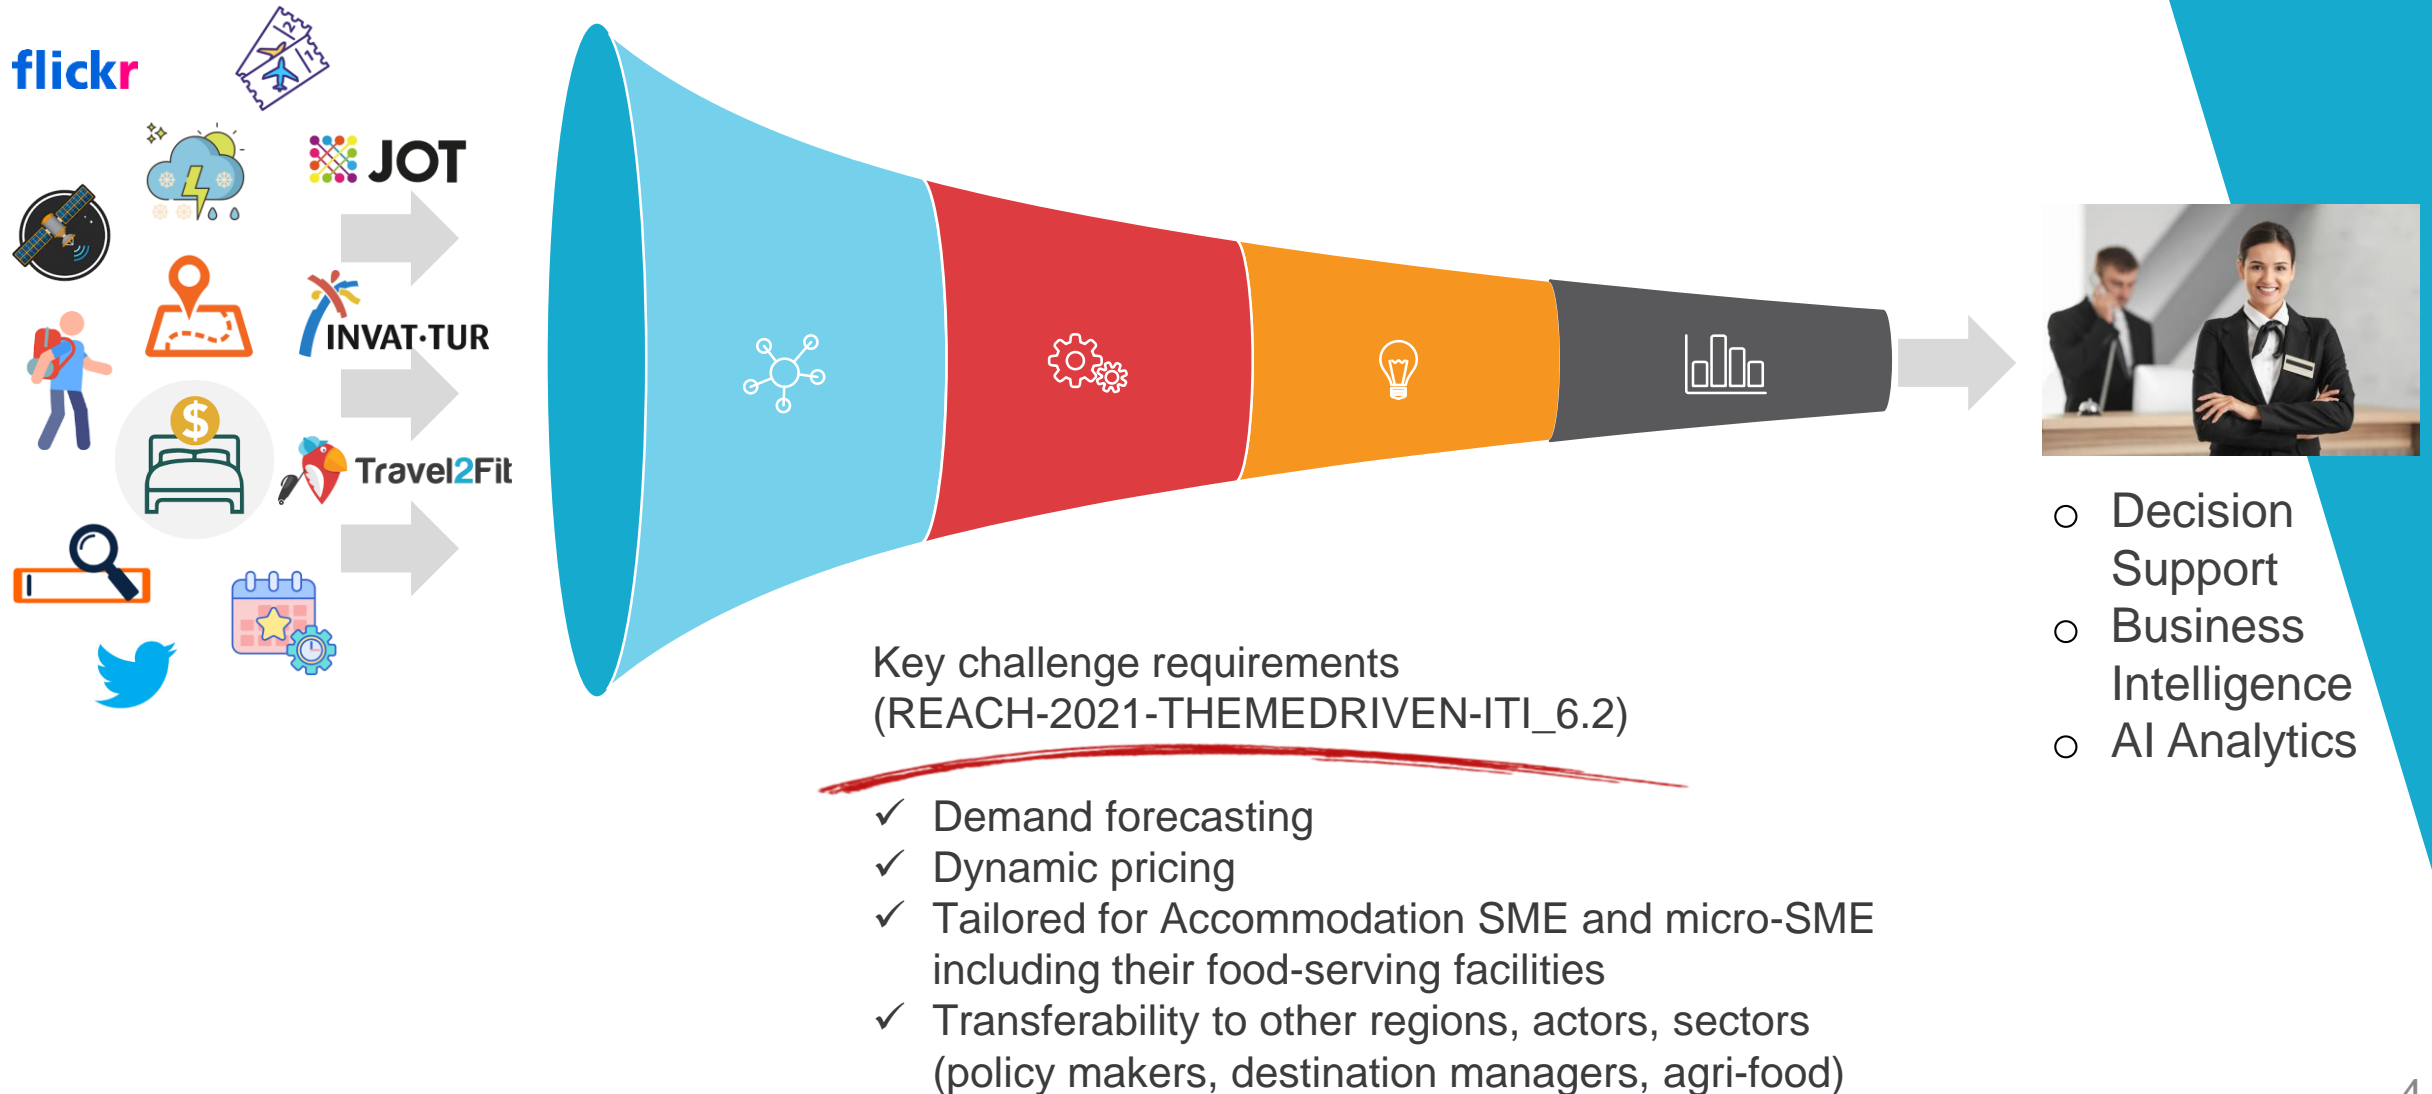 flickr
JOT
INVAT·TUR
$
Travel2Fit
Key challenge requirements
(REACH-2021-THEMEDRIVEN-ITI_6.2)
✓ Demand forecasting
✓ Dynamic pricing
✓ Tailored for Accommodation SME and micro-SME
including their food-serving facilities
✓ Transferability to other regions, actors, sectors
(policy makers, destination managers, agri-food)
○ Decision
Support
○ Business
Intelligence
○ AI Analytics
4